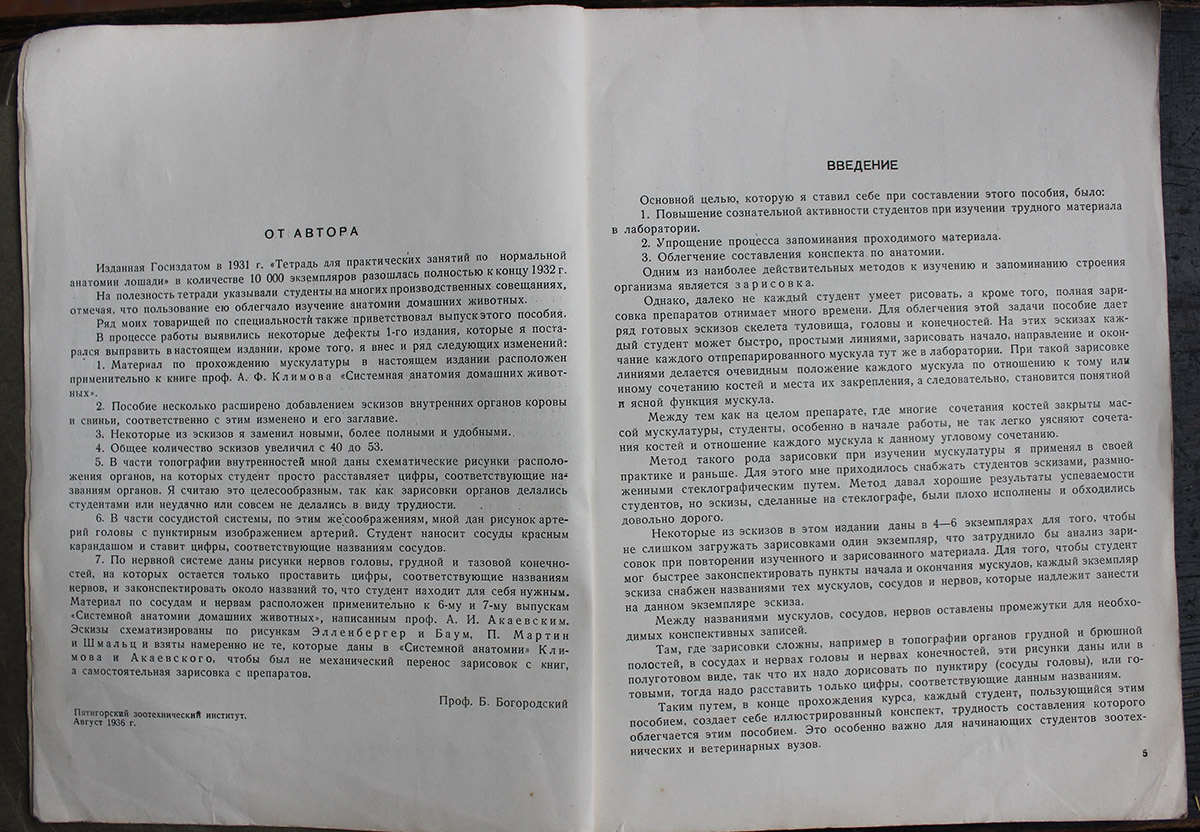 ОТ АВТОРА
Изданная Госиздатом в 1931 г. «Тетрадь для практических занятий по нормальной
анатомии лошади» в количестве 10 000 экземпляров разошлась полностью к концу 1932 г.
На полезность тетради указывали студенты на многих производственных совещаниях,
отмечая, что пользование ею облегчало изучение анатомии домашних животных.
Ряд моих товарищей по специальности также приветствовал выпуск этого пособия.
В процессе работы выявились некоторые дефекты 1-го издания, которые я поста-
рался выправить в настоящем издании, кроме того, я внес и ряд следующих изменений:
1. Материал по прохождению мускулатуры в настоящем издании расположен
применительно к книге проф. А. Ф. Климова «Системная анатомия домашних живот-
ных».
2. Пособие несколько расширено добавлением эскизов внутренних органов коровы
и свиньи, соответственно с этим изменено и его заглавие.
3. Некоторые из эскизов я заменил новыми, более полными и удобными.
4. Общее количество эскизов увеличил с 40 до 53.
5. В части топографии внутренностей мной даны схематические рисунки располо-
жения органов, на которых студент просто расставляет цифры, соответствующие на-
званиям органов. Я считаю это целесообразным, так как зарисовки органов делались
студентами или неудачно или совсем не делались в виду трудности.
6. В части сосудистой системы, по этим же соображениям, мной дан рисунок арте-
рий головы с пунктирным изображением артерий. Студент наносит сосуды красным
карандашом и ставит цифры, соответствующие названиям сосудов.
7. По нервной системе даны рисунки нервов головы, грудной и тазовой конечно-
стей, на которых остается только проставить цифры, соответствующие названиям
нервов, и законспектировать около названий то, что студент находит для себя нужным.
Материал по сосудам и нервам расположен применительно к 6-му и 7-му выпускам
«Системной анатомии домашних животных», написанным проф. А. И. Акаевским.
Эскизы схематизированы по рисункам Элленбергер и Баум, П. Мартин
и Шмальц и взяты намеренно не те, которые даны в «Системной анатомии» Кли-
мова и Акаевского, чтобы был не механический перенос зарисовок с книг,
а самостоятельная зарисовка с препаратов.
Проф. Б. Богородский
Пятигорский зоотехнический институт.
Август 1936 г.
ВВЕДЕНИЕ
Основной целью, которую я ставил себе при составлении этого пособия, было:
1. Повышение сознательной активности студентов при изучении трудного материала
в лаборатории.
2. Упрощение процесса запоминания проходимого материала.
3. Облегчение составления конспекта по анатомии.
Одним из наиболее действительных методов к изучению и запоминанию строения
организма является зарисовка.
Однако, далеко не каждый студент умеет рисовать, а кроме того, полная зари-
совка препаратов отнимает много времени. Для облегчения этой задачи пособие дает
ряд готовых эскизов скелета туловища, головы и конечностей. На этих эскизах каж-
дый студент может быстро, простыми линиями, зарисовать начало, направление и окон-
чание каждого отпрепарированного мускула тут же в лаборатории. При такой зарисовке
линиями делается очевидным положение каждого мускула по отношению к тому или
иному сочетанию костей и места их закрепления, а следовательно, становится понятной
и ясной функция мускула.
Между тем как на целом препарате, где многие сочетания костей закрыты мас-
сой мускулатуры, студенты, особенно в начале работы, не так легко уясняют сочета-
ния костей и отношение каждого мускула к данному угловому сочетанию.
Метод такого рода зарисовки при изучении мускулатуры я применял в своей
практике и раньше. Для этого мне приходилось снабжать студентов эскизами, размно-
женными стеклографическим путем. Метод давал хорошие результаты успеваемости
студентов, но эскизы, сделанные на стеклографе, были плохо исполнены и обходились
довольно дорого.
Некоторые из эскизов в этом издании даны в 4—6 экземплярах для того, чтобы
не слишком загружать зарисовками один экземпляр, что затруднило бы анализ зари-
совок при повторении изученного и зарисованного материала. Для того, чтобы студент
мог быстрее законспектировать пункты начала и окончания мускулов, каждый экземпляр
эскиза снабжен названиями тех мускулов, сосудов и нервов, которые надлежит занести
на данном экземпляре эскиза.
Между названиями мускулов, сосудов, нервов оставлены промежутки для необхо-
димых конспективных записей.
Там, где зарисовки сложны, например в топографии органов грудной и брюшной
полостей, в сосудах и нервах головы и нервах конечностей, эти рисунки даны или в
полуготовом виде, так что их надо дорисовать по пунктиру (сосуды головы), или го-
товыми, тогда надо расставить только цифры, соответствующие данным названиям.
Таким путем, в конце прохождения курса, каждый студент, пользующийся этим
пособием, создает себе иллюстрированный конспект, трудность составления которого
облегчается этим пособием. Это особенно важно для начинающих студентов зоотех-
нических и ветеринарных вузов.
5